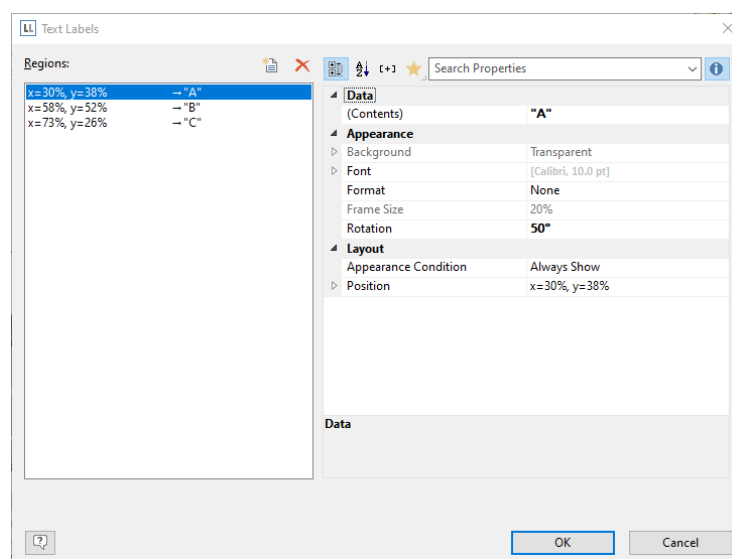 LL Text Labels
Regions:
x=30%, y=38% → "A"
x=58%, y=52% → "B"
x=73%, y=26% → "C"
Search Properties
Data
(Contents) "A"
Appearance
Background Transparent
Font [Calibri, 10.0 pt]
Format None
Frame Size 20%
Rotation 50°
Layout
Appearance Condition Always Show
Position x=30%, y=38%
Data
OK Cancel